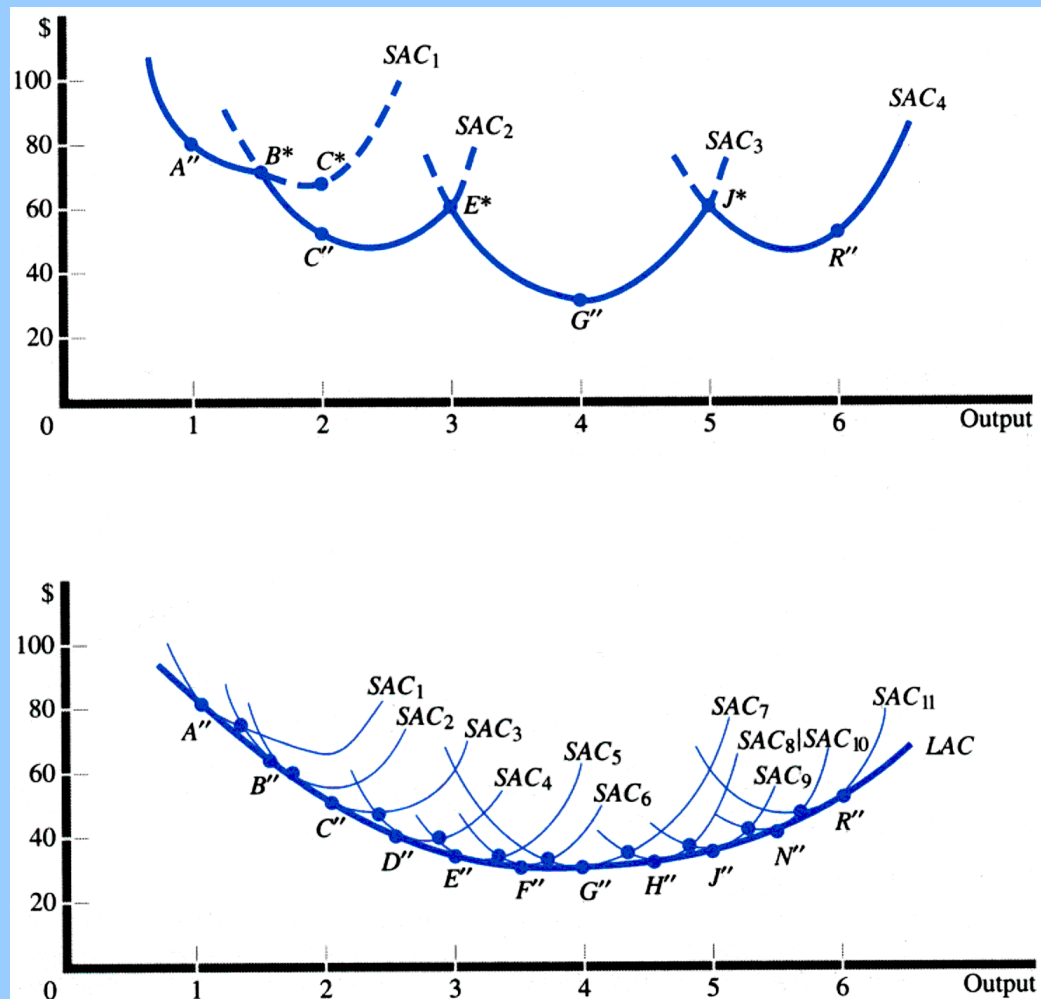 $
SAC1
100
SAC4
SAC2
80
SAC3
A″
B*
C*
60
E*
J*
C″
R″
40
G″
20
0
1
2
3
4
5
6
Output
$
100
80
SAC1
SAC7
SAC11
A″
SAC2
SAC3
SAC8|SAC10
LAC
60
B″
SAC5
SAC4
SAC9
C″
SAC6
R″
40
D″
N″
E″
F″
G″
H″
J″
20
0
1
2
3
4
5
6
Output